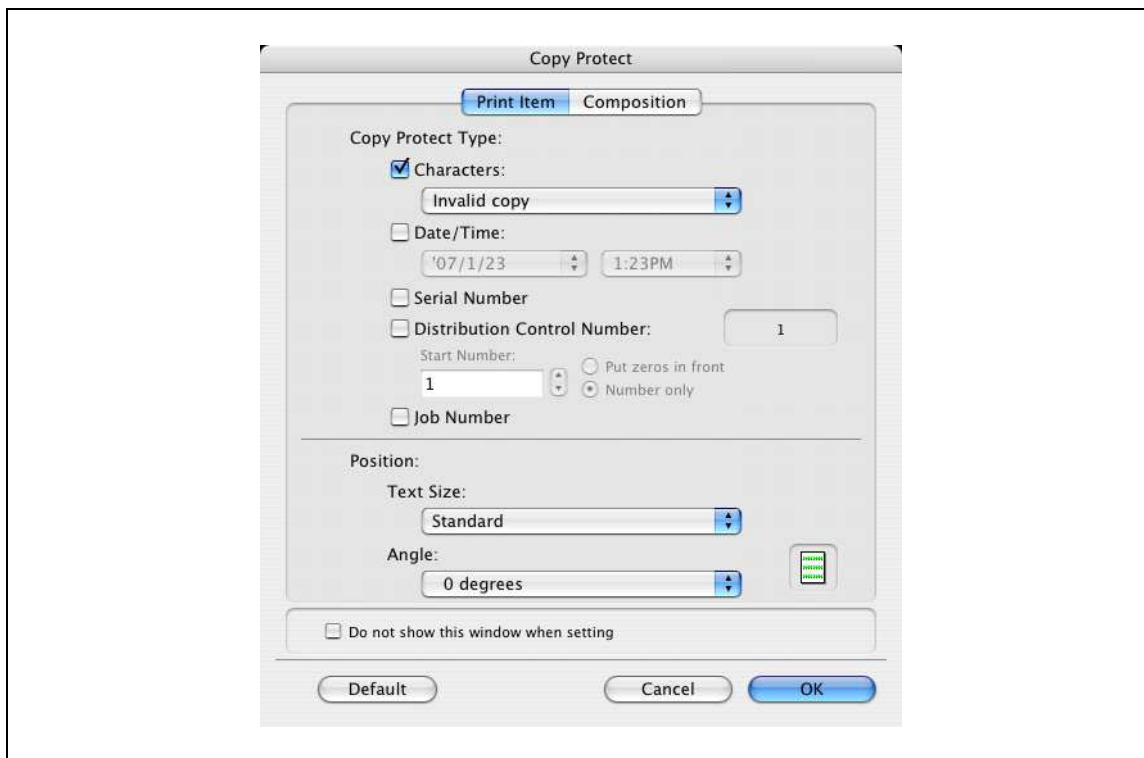 Copy Protect
Print Item Composition
Copy Protect Type:
Characters:
Invalid copy
Date/Time:
'07/1/23 1:23PM
Serial Number
Distribution Control Number: 1
Start Number:
Put zeros in front
1
Number only
Job Number
Position:
Text Size:
Standard
Angle:
0 degrees
Do not show this window when setting
Default Cancel OK